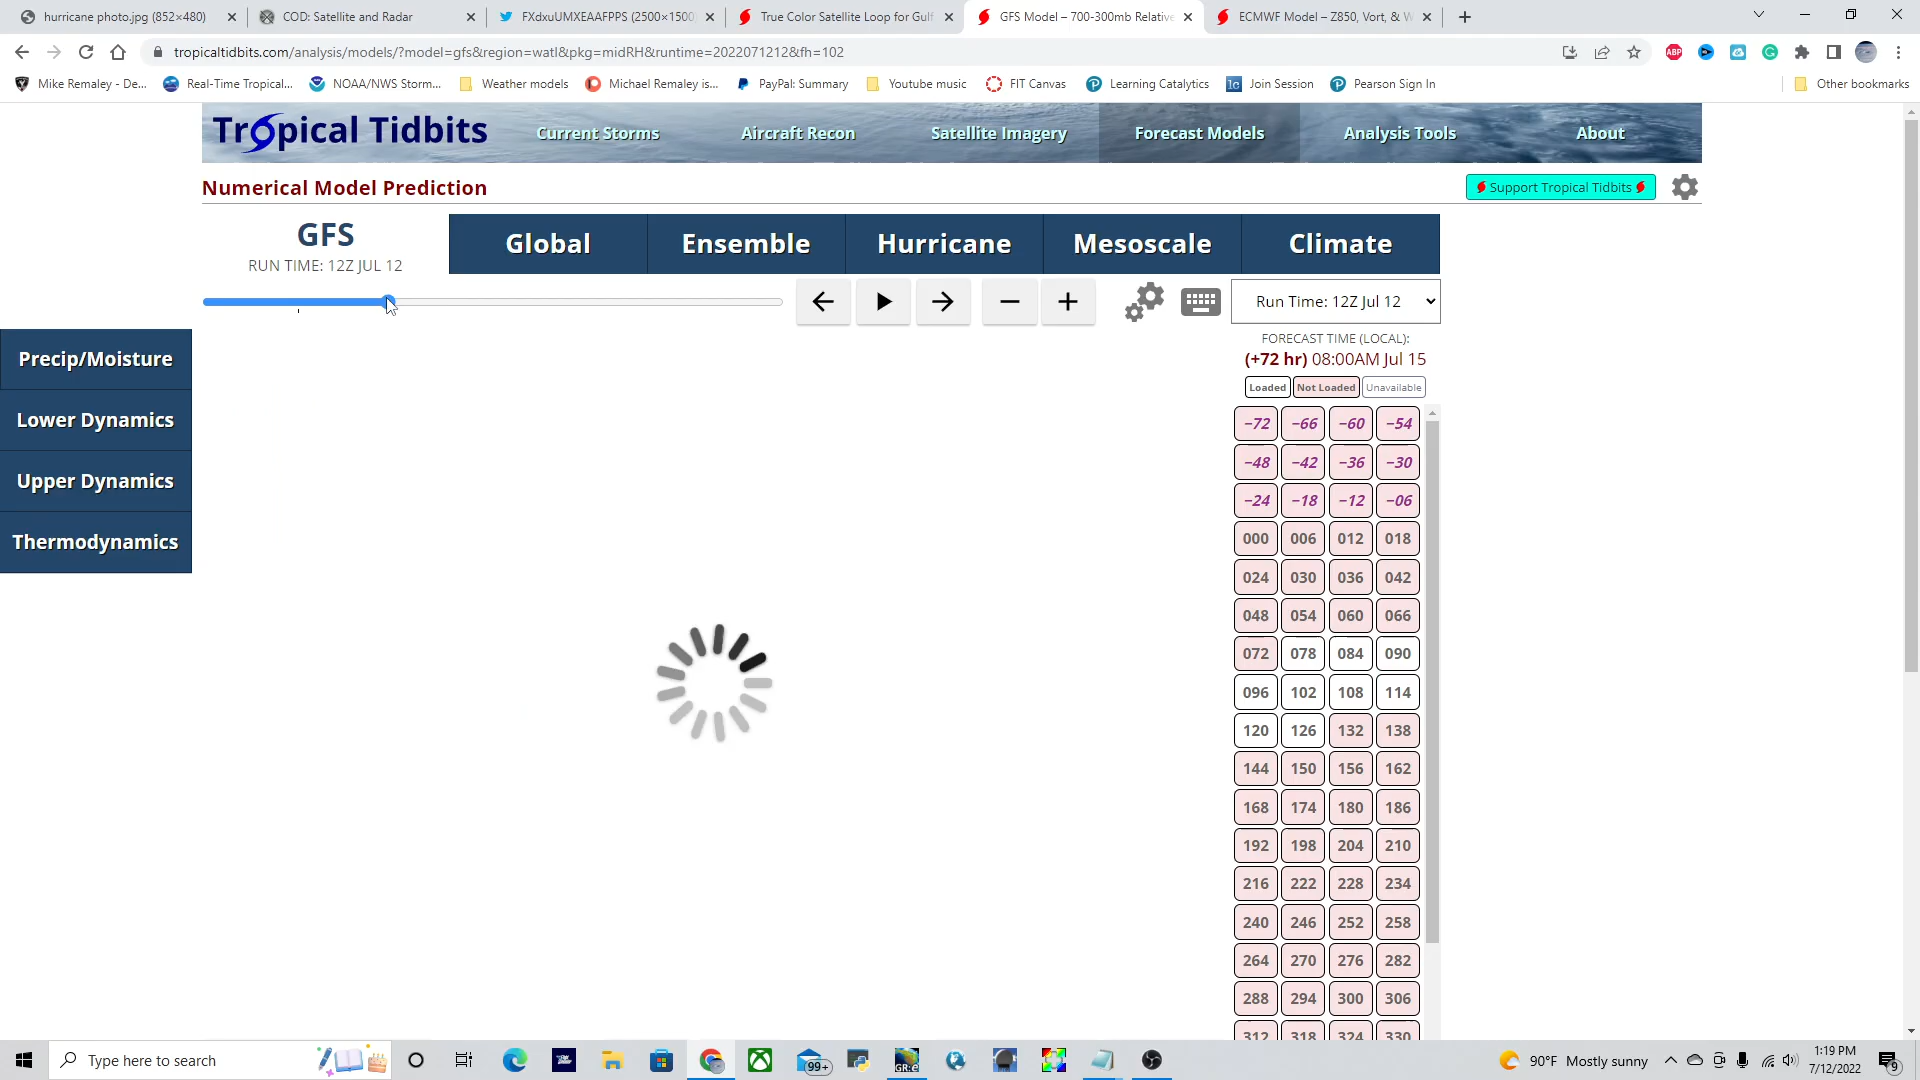 hurricane photo.jpg (852×480)
COD: Satellite and Radar
FXdxuUMXEAAFPPS (2500×1500)
True Color Satellite Loop for Gulf
GFS Model – 700-300mb Relative
ECMWF Model – Z850, Vort, & W
tropicaltidbits.com/analysis/models/?model=gfs&region=watl&pkg=midRH&runtime=2022071212&fh=102
ABP
Mike Remaley - De...
Real-Time Tropical...
NOAA/NWS Storm...
Weather models
Michael Remaley is...
PayPal: Summary
Youtube music
FIT Canvas
Learning Catalytics
lc
Join Session
Pearson Sign In
Other bookmarks
Tropical Tidbits
Current Storms
Aircraft Recon
Satellite Imagery
Forecast Models
Analysis Tools
About
Numerical Model Prediction
Support Tropical Tidbits
GFS
RUN TIME: 12Z JUL 12
Global
Ensemble
Hurricane
Mesoscale
Climate
Run Time: 12Z Jul 12
FORECAST TIME (LOCAL):
(+72 hr) 08:00AM Jul 15
Loaded Not Loaded Unavailable
Precip/Moisture
Lower Dynamics
Upper Dynamics
Thermodynamics
−72 −66 −60 −54
−48 −42 −36 −30
−24 −18 −12 −06
000 006 012 018
024 030 036 042
048 054 060 066
072 078 084 090
096 102 108 114
120 126 132 138
144 150 156 162
168 174 180 186
192 198 204 210
216 222 228 234
240 246 252 258
264 270 276 282
288 294 300 306
312 318 324 330
Type here to search
99+
GR2
90°F Mostly sunny
1:19 PM
7/12/2022
9